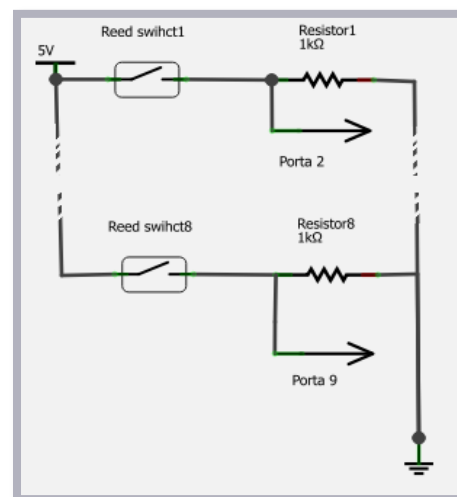 Reed swihct1
Resistor1
1kΩ
5V
Porta 2
Reed swihct8
Resistor8
1kΩ
Porta 9